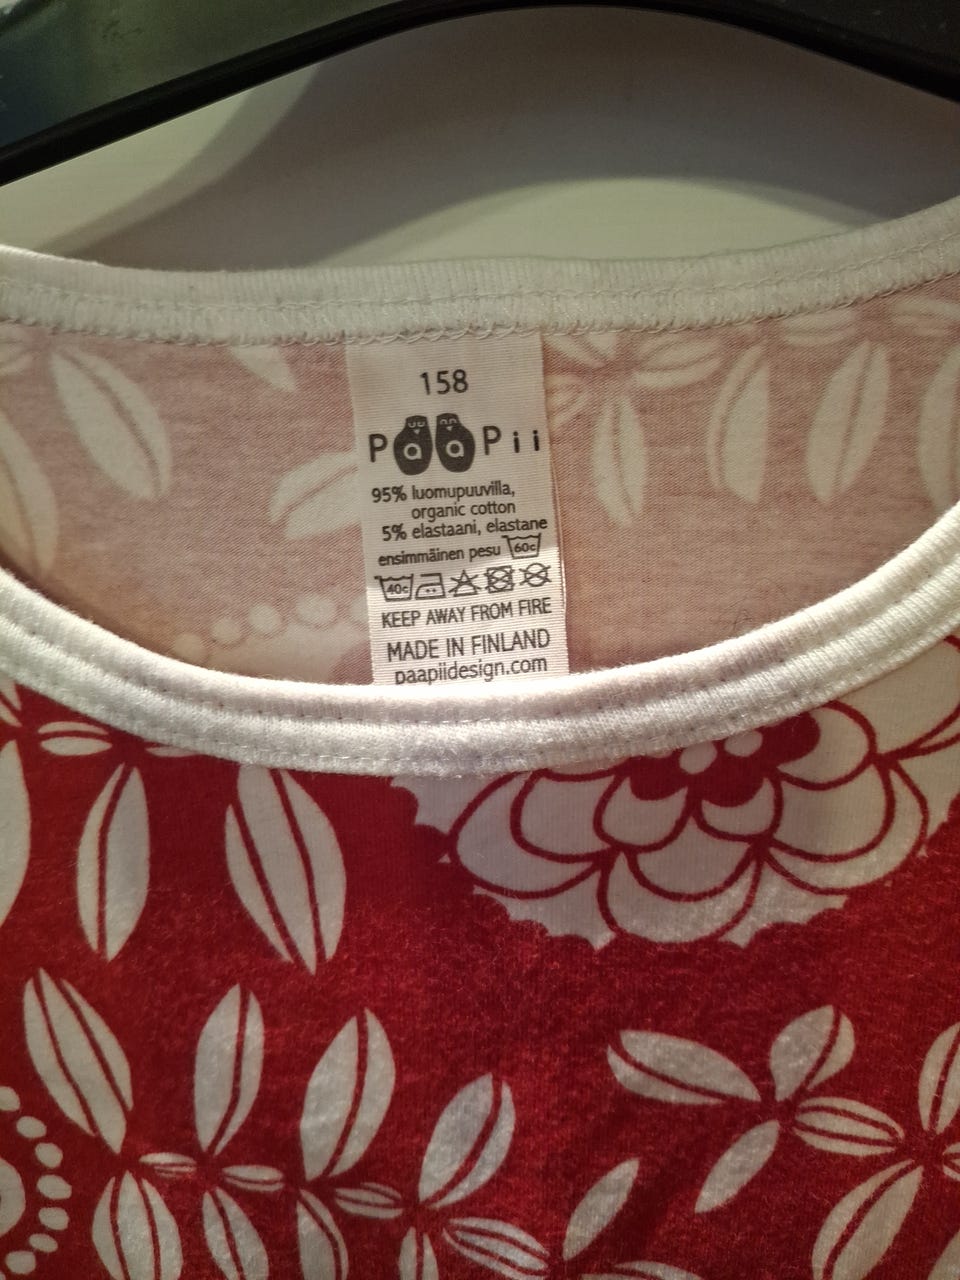 158
PaaPii
95% luomupuuvilla,
organic cotton
5% elastaani, elastane
ensimmäinen pesu 60c
40c
KEEP AWAY FROM FIRE
MADE IN FINLAND
paapiidesign.com